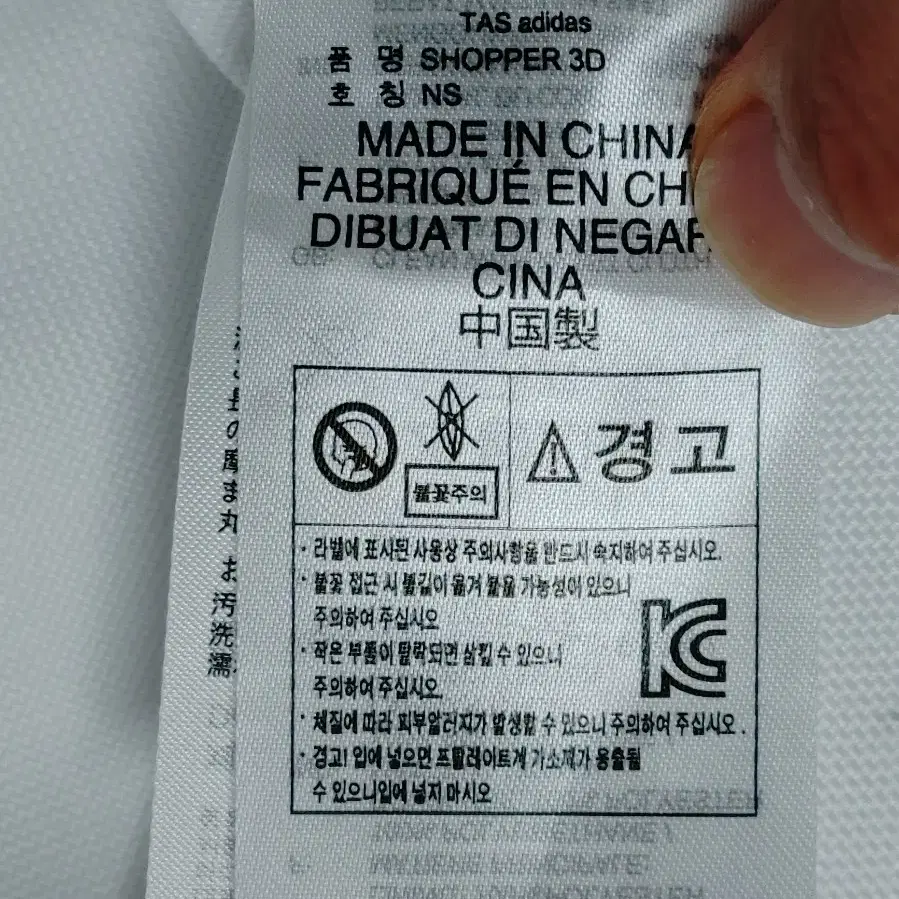 TAS adidas
품 명 SHOPPER 3D
호 칭 NS
MADE IN CHINA
FABRIQUÉ EN CH
DIBUAT DI NEGAR
CINA
中国製
불꽃주의
경고
· 라벨에 표시된 사용상 주의사항을 반드시 숙지하여 주십시오.
· 불꽃 접근 시 불길이 옮겨 붙을 가능성이 있으니
주의하여 주십시오
· 작은 부품이 탈락되면 삼킬 수 있으니
주의하여 주십시오.
· 체질에 따라 피부알러지가 발생할 수 있으니 주의하여 주십시오.
· 경고! 입에 넣으면 프탈레이트계 가소제가 용출될
수 있으니입에 넣지 마시오
KC